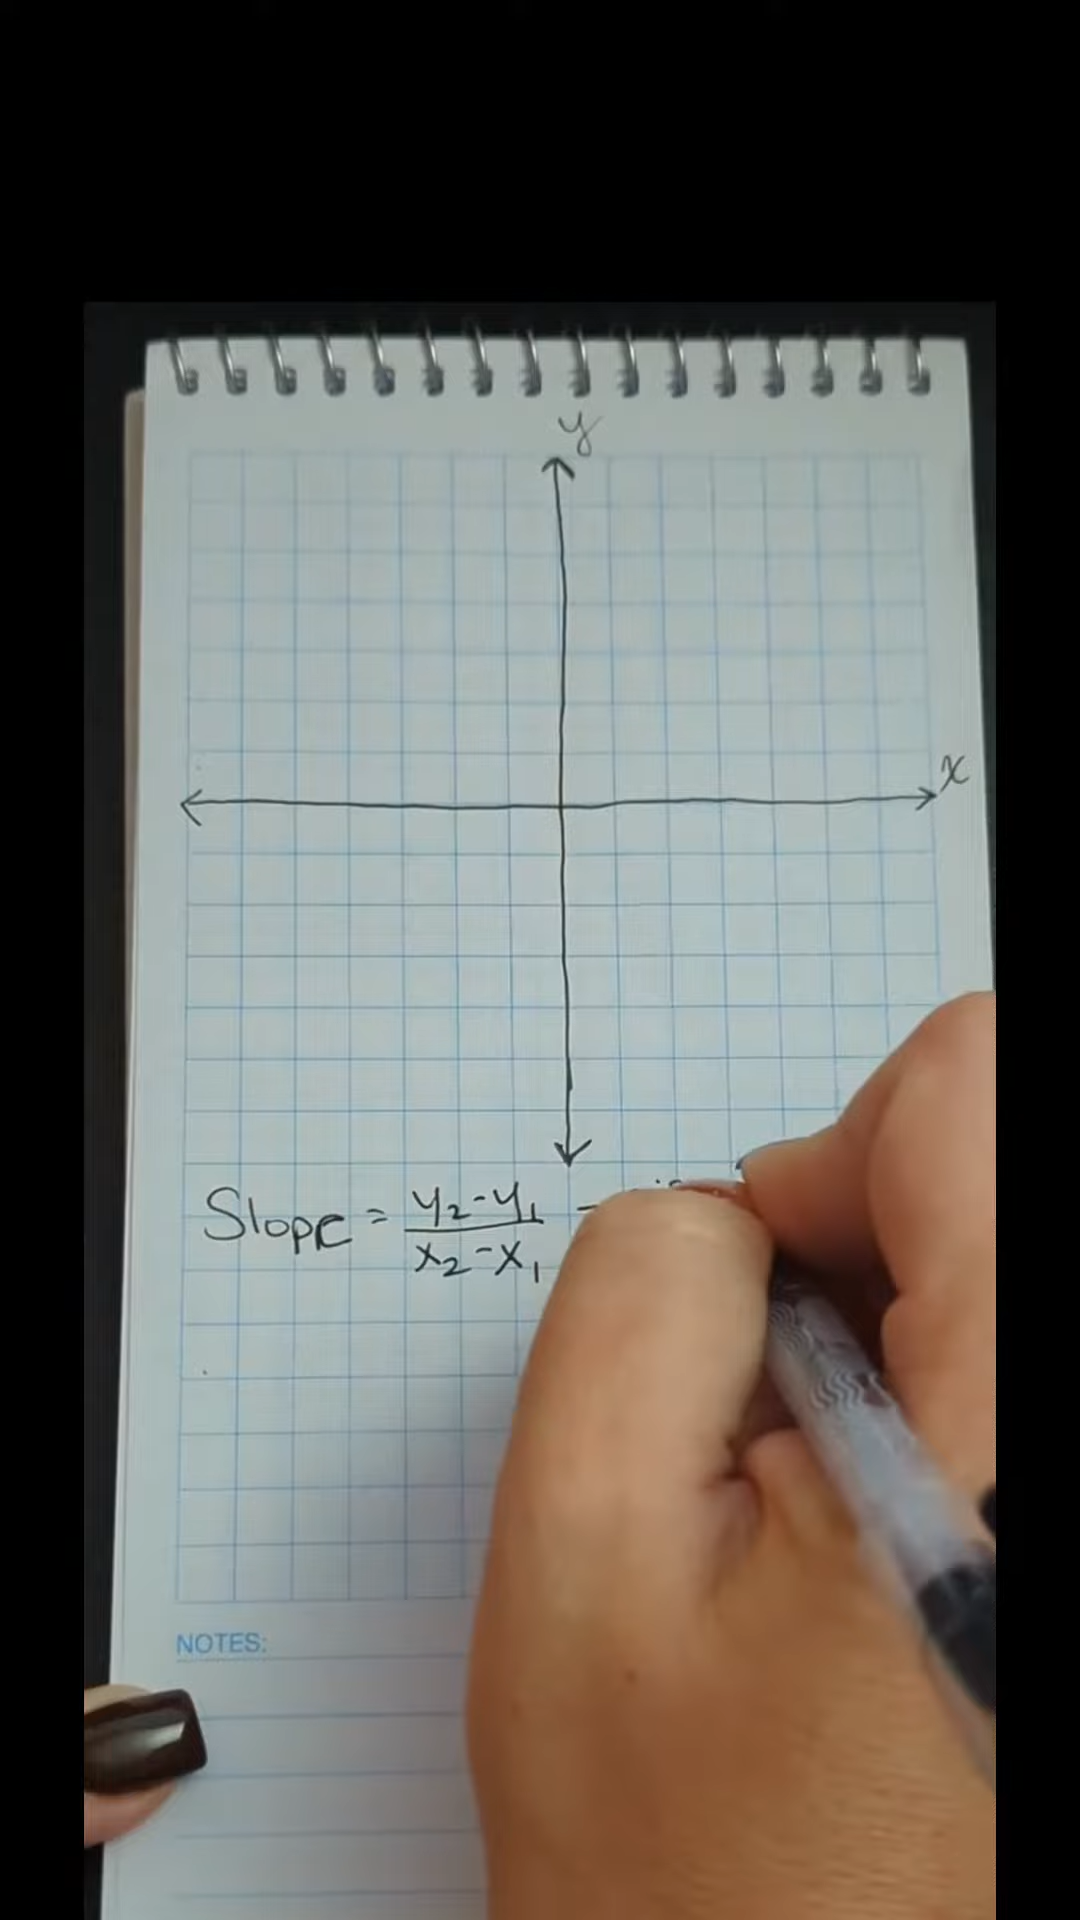 y
x
Slope = y₂-y₁ / x₂-x₁
NOTES: